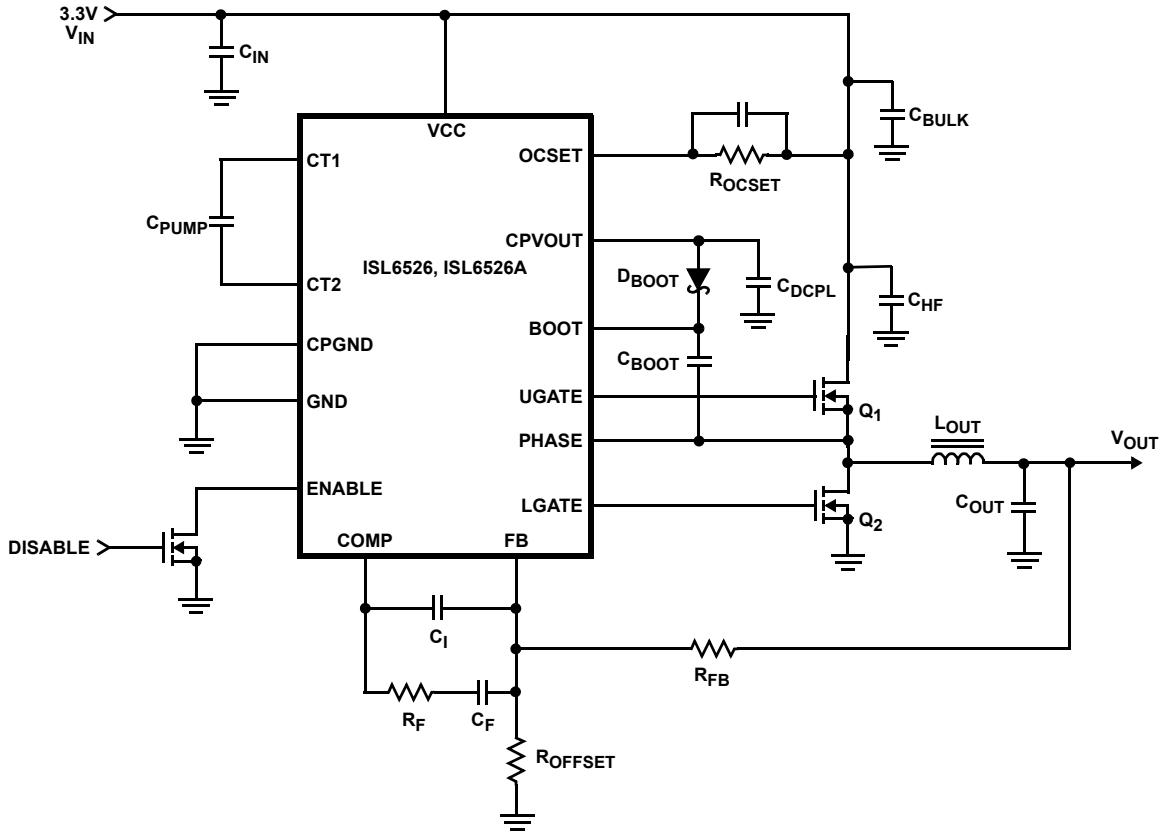 3.3V
VIN
CIN
CBULK
VCC
OCSET
ROCSET
CT1
CPUMP
CT2
CPVOUT
ISL6526, ISL6526A
DBOOT
CDCPL
CHF
BOOT
CBOOT
CPGND
GND
UGATE
Q1
PHASE
LOUT
VOUT
ENABLE
LGATE
Q2
COUT
DISABLE
COMP
FB
CI
RFB
RF
CF
ROFFSET